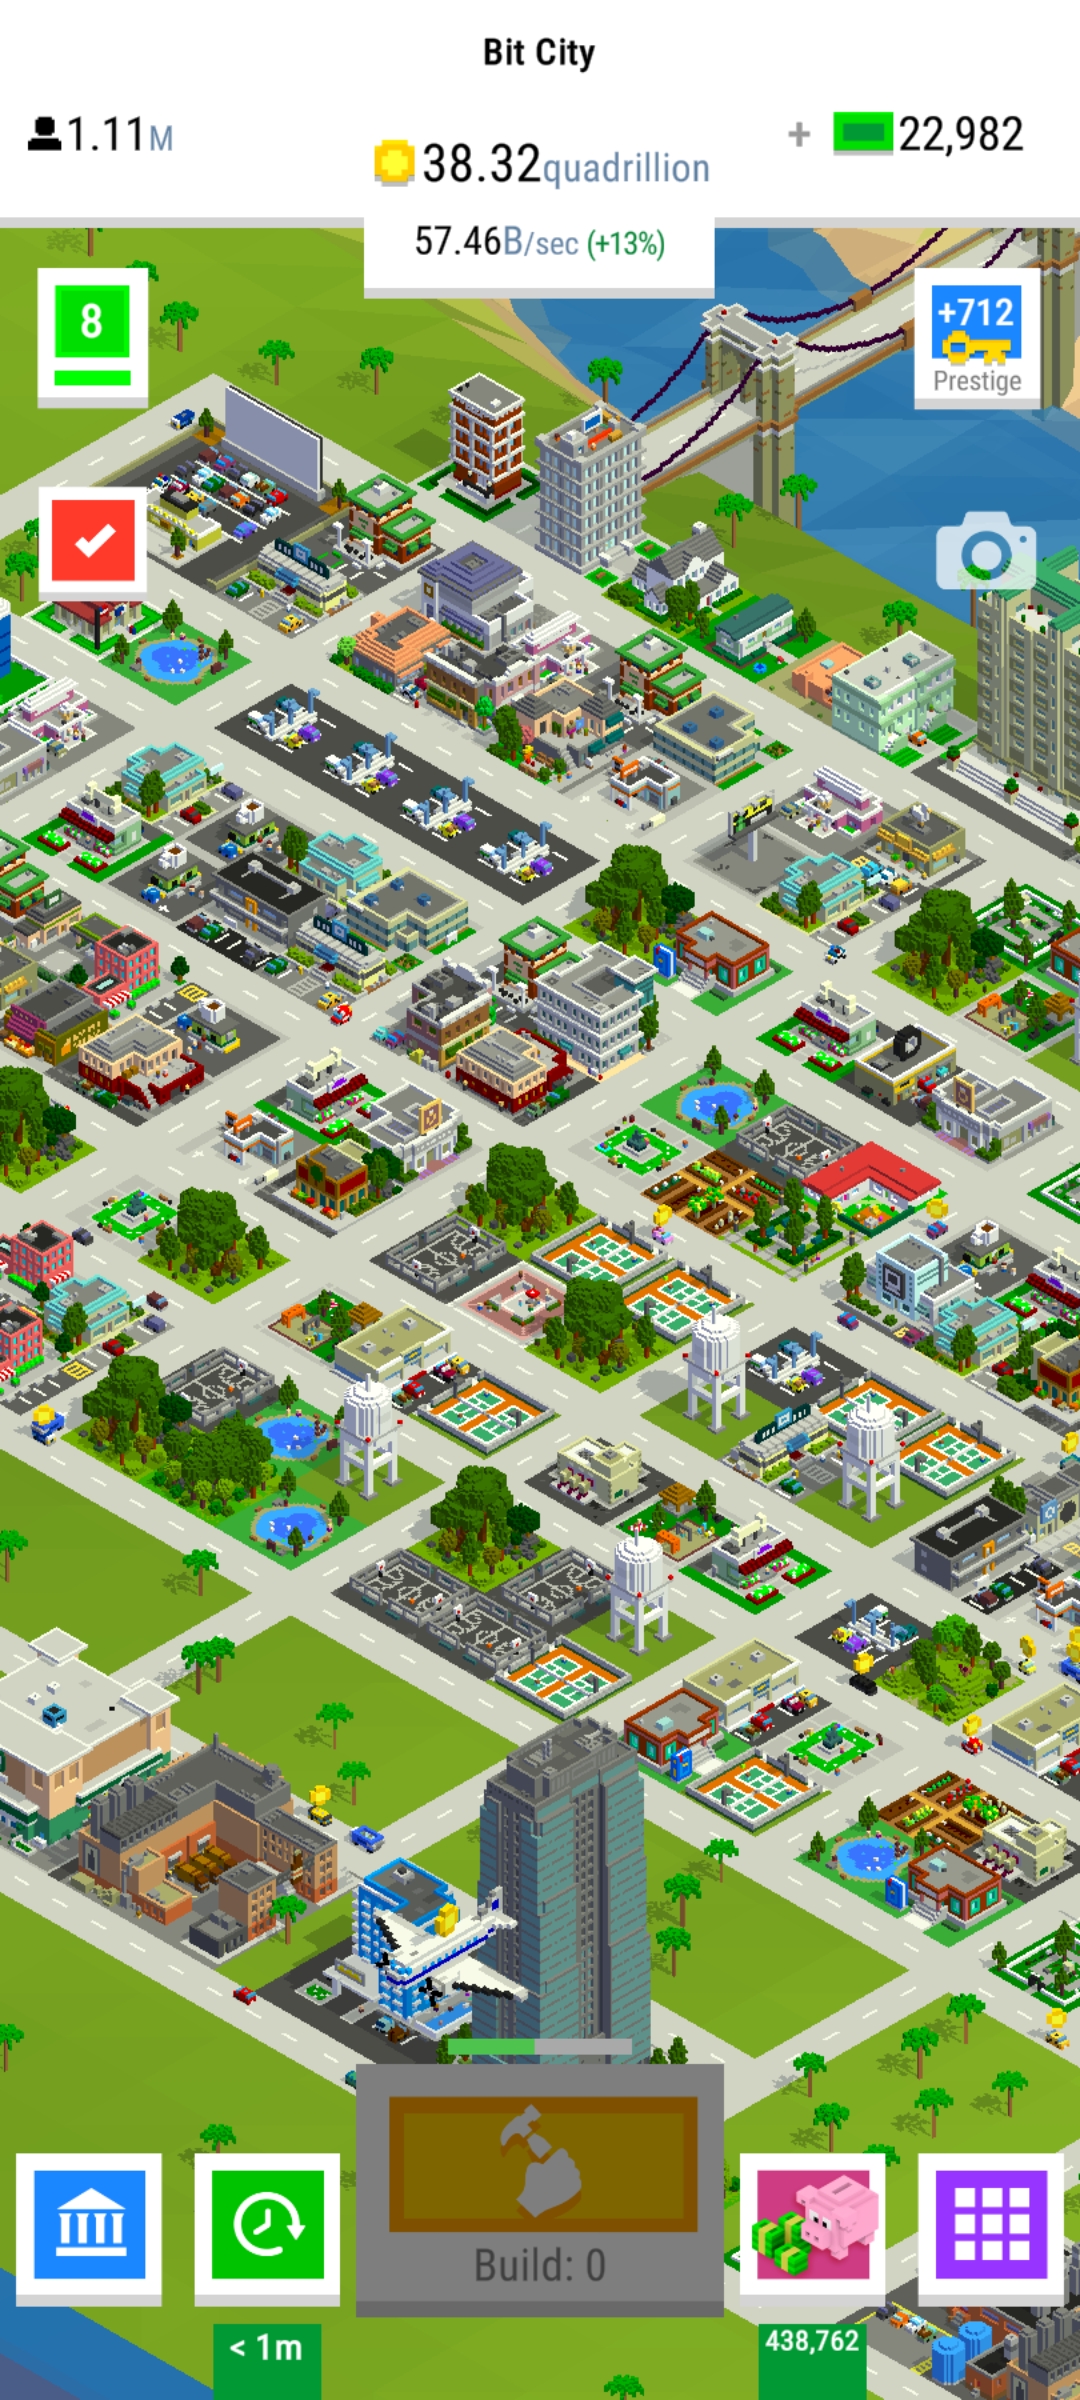 Bit City
1.11M
38.32quadrillion
+ 22,982
57.46B/sec (+13%)
8
+712
Prestige
Build: 0
< 1m
438,762